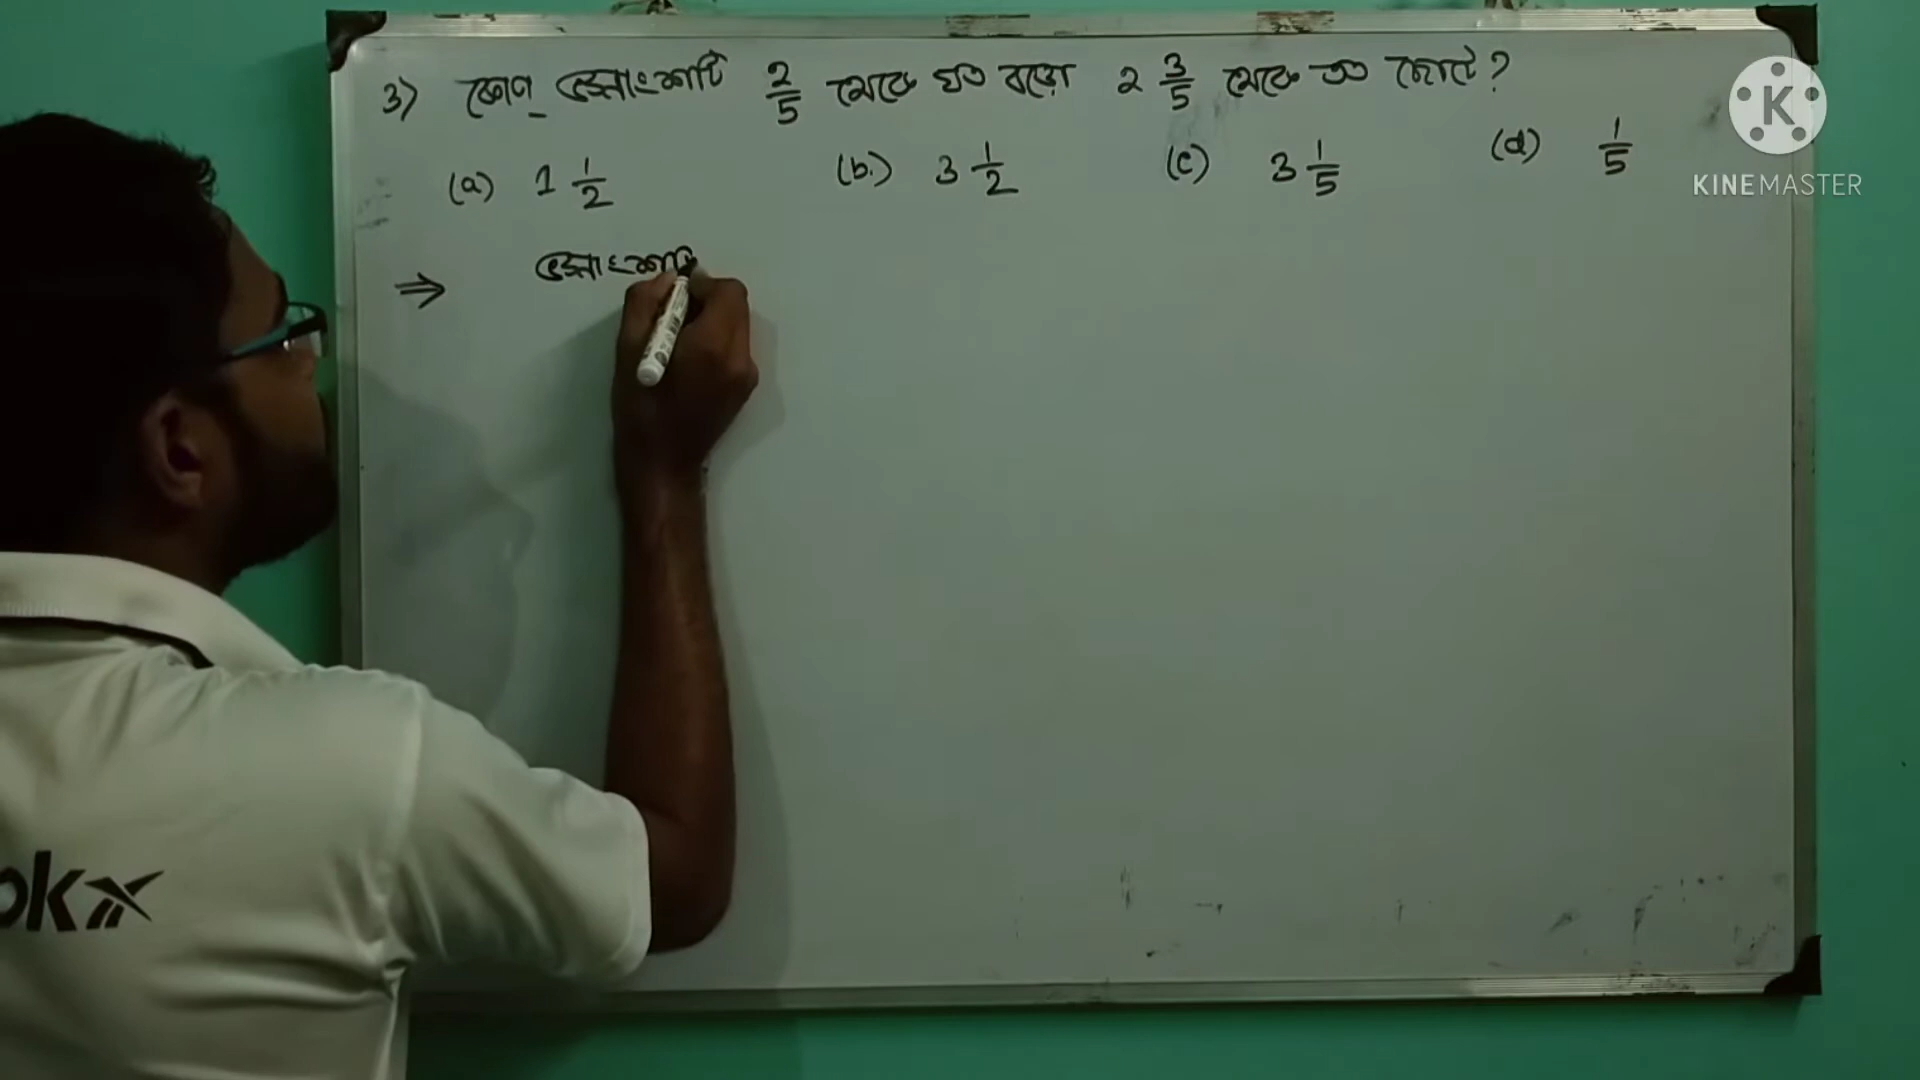 3) কোন্ ভগ্নাংশটি 2/5 থেকে যত বড়ো 2 3/5 থেকে তত ছোট?
(a) 1 1/2 (b.) 3 1/2 (c) 3 1/5 (d) 1/5
⇒ ভগ্নাংশটি
K
KINEMASTER